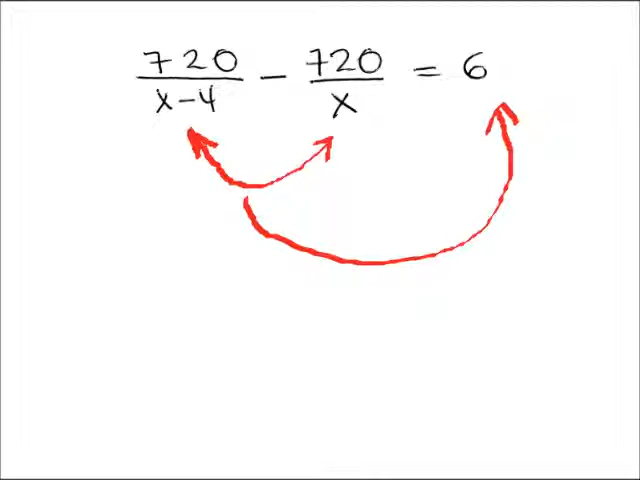 720/(x-4) - 720/x = 6